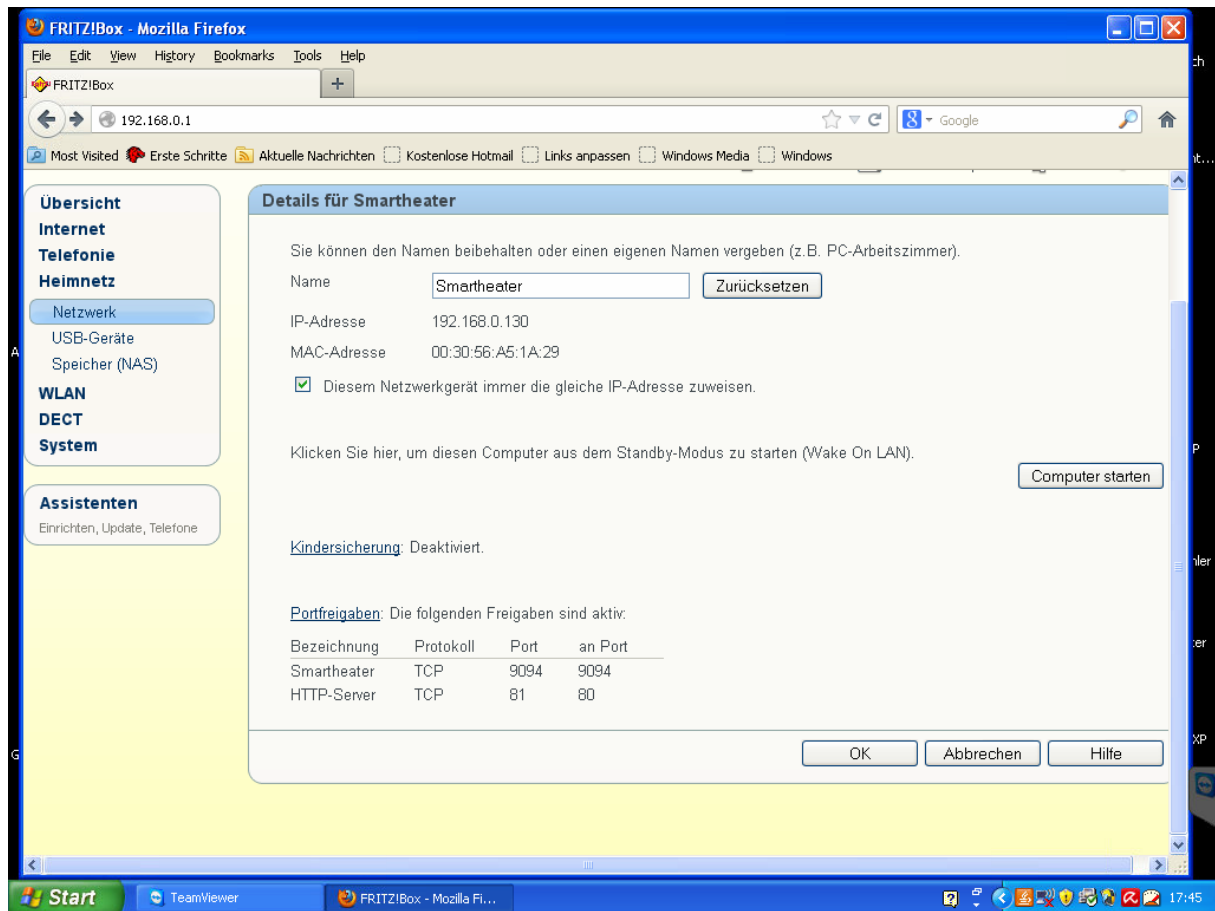 FRITZ!Box - Mozilla Firefox
File Edit View History Bookmarks Tools Help
FRITZ!Box
192.168.0.1
Google
Most Visited Erste Schritte Aktuelle Nachrichten Kostenlose Hotmail Links anpassen Windows Media Windows
Übersicht
Internet
Telefonie
Heimnetz
Netzwerk
USB-Geräte
Speicher (NAS)
WLAN
DECT
System
Assistenten
Einrichten, Update, Telefone
Details für Smartheater
Sie können den Namen beibehalten oder einen eigenen Namen vergeben (z.B. PC-Arbeitszimmer).
Name Smartheater Zurücksetzen
IP-Adresse 192.168.0.130
MAC-Adresse 00:30:56:A5:1A:29
Diesem Netzwerkgerät immer die gleiche IP-Adresse zuweisen.
Klicken Sie hier, um diesen Computer aus dem Standby-Modus zu starten (Wake On LAN).
Computer starten
Kindersicherung: Deaktiviert.
Portfreigaben: Die folgenden Freigaben sind aktiv:
Bezeichnung Protokoll Port an Port
Smartheater TCP 9094 9094
HTTP-Server TCP 81 80
OK Abbrechen Hilfe
Start TeamViewer FRITZ!Box - Mozilla Fi... 17:45